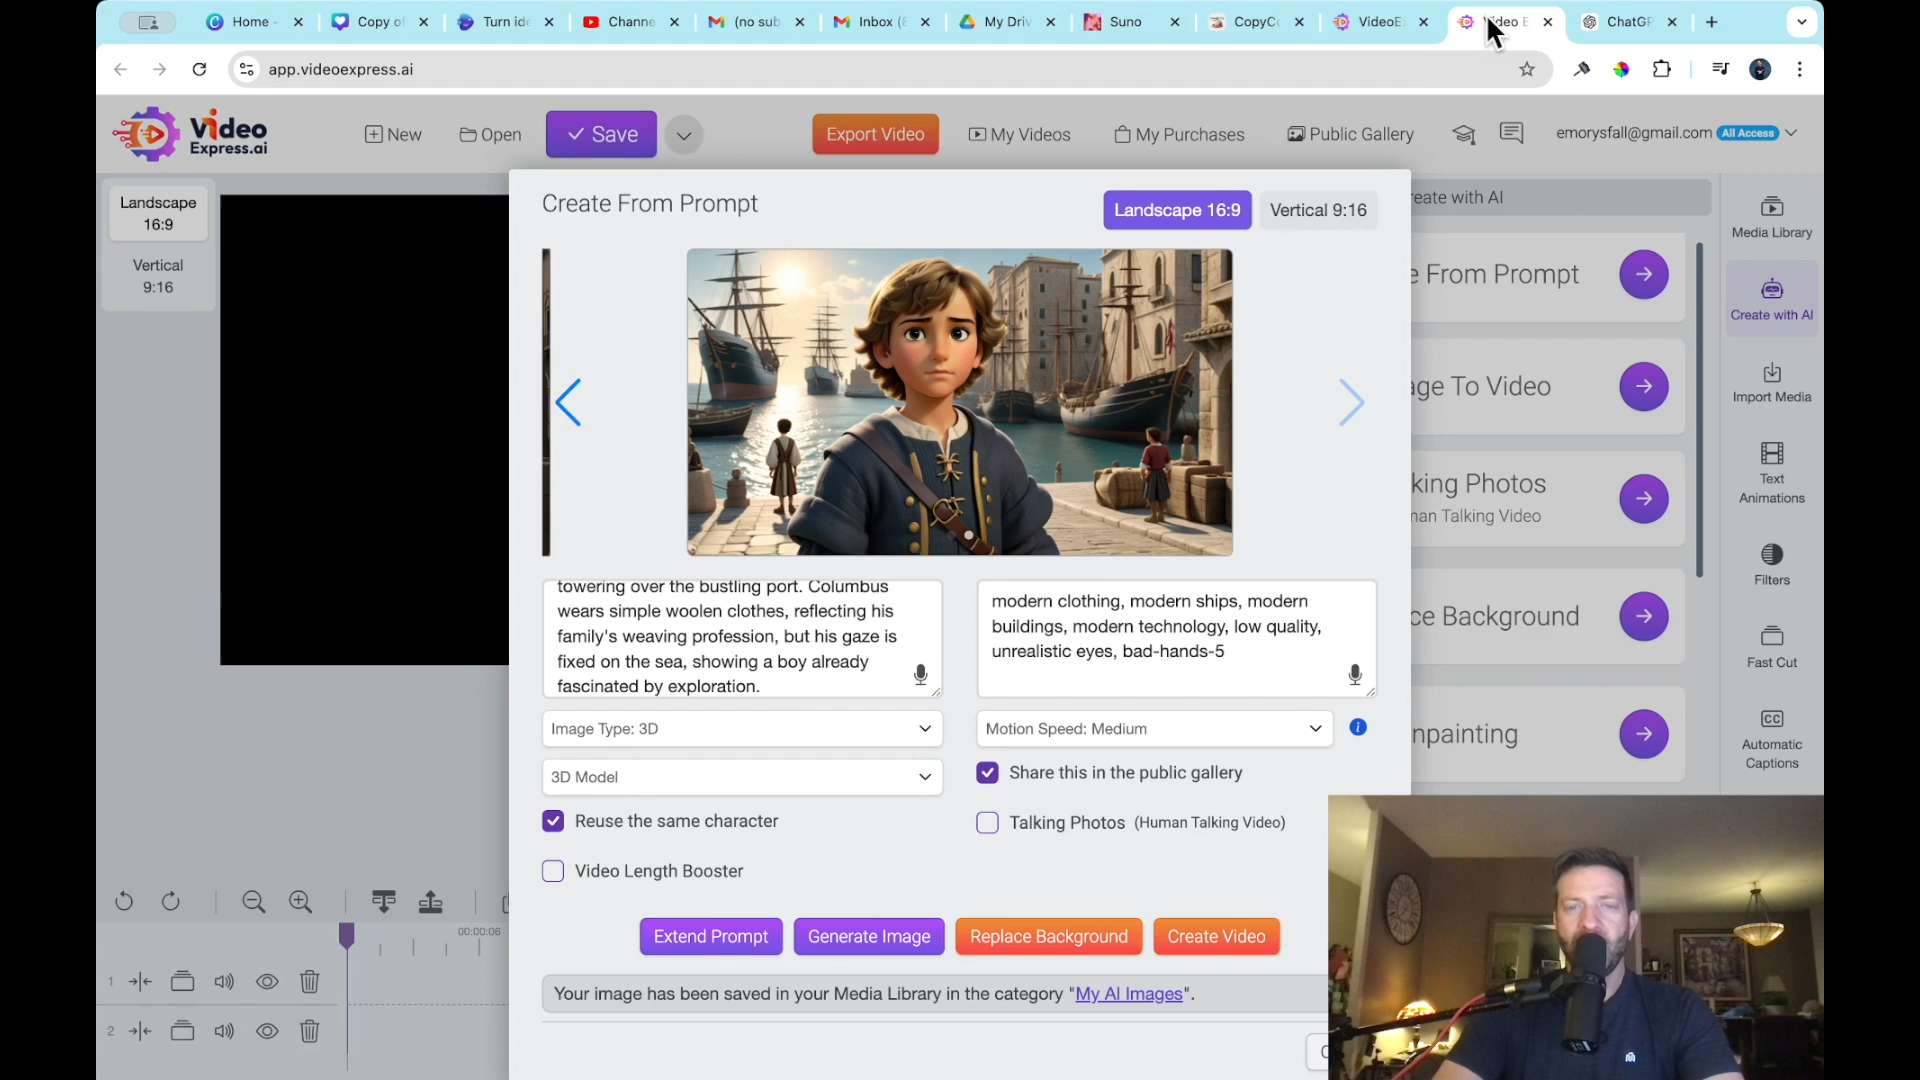 Home -
Copy of
Turn ide
Channe
(no sub
Inbox (8
My Driv
Suno
CopyCo
VideoE
Video E
ChatGP
app.videoexpress.ai
Video
Express.ai
New
Open
Save
Export Video
My Videos
My Purchases
Public Gallery
emorysfall@gmail.com
All Access
Landscape
16:9
Vertical
9:16
Create From Prompt
Landscape 16:9
Vertical 9:16
reate with AI
e From Prompt
age To Video
king Photos
man Talking Video
ce Background
npainting
Media Library
Create with AI
Import Media
Text
Animations
Filters
Fast Cut
CC
Automatic
Captions
towering over the bustling port. Columbus
wears simple woolen clothes, reflecting his
family's weaving profession, but his gaze is
fixed on the sea, showing a boy already
fascinated by exploration.
modern clothing, modern ships, modern
buildings, modern technology, low quality,
unrealistic eyes, bad-hands-5
Image Type: 3D
Motion Speed: Medium
3D Model
Share this in the public gallery
Reuse the same character
Talking Photos (Human Talking Video)
Video Length Booster
Extend Prompt
Generate Image
Replace Background
Create Video
Your image has been saved in your Media Library in the category "My AI Images".
00:00:06
1
2